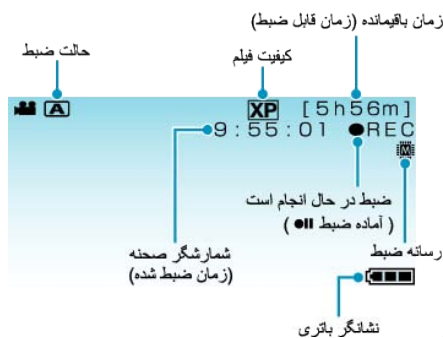 زمان باقیمانده (زمان قابل ضبط)
کیفیت فیلم
حالت ضبط
A XP [5h56m]
9:55:01 ●REC
M
ضبط در حال انجام است
(آماده ضبط ●II)
شمارشگر صحنه
(زمان ضبط شده)
رسانه ضبط
نشانگر باتری